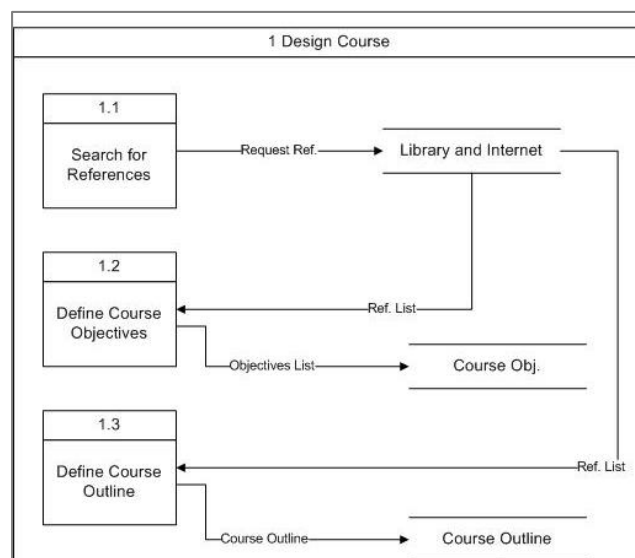 1 Design Course
1.1
Search for
References
Request Ref.
Library and Internet
1.2
Define Course
Objectives
Ref. List
Objectives List
Course Obj.
1.3
Define Course
Outline
Ref. List
Course Outline
Course Outline